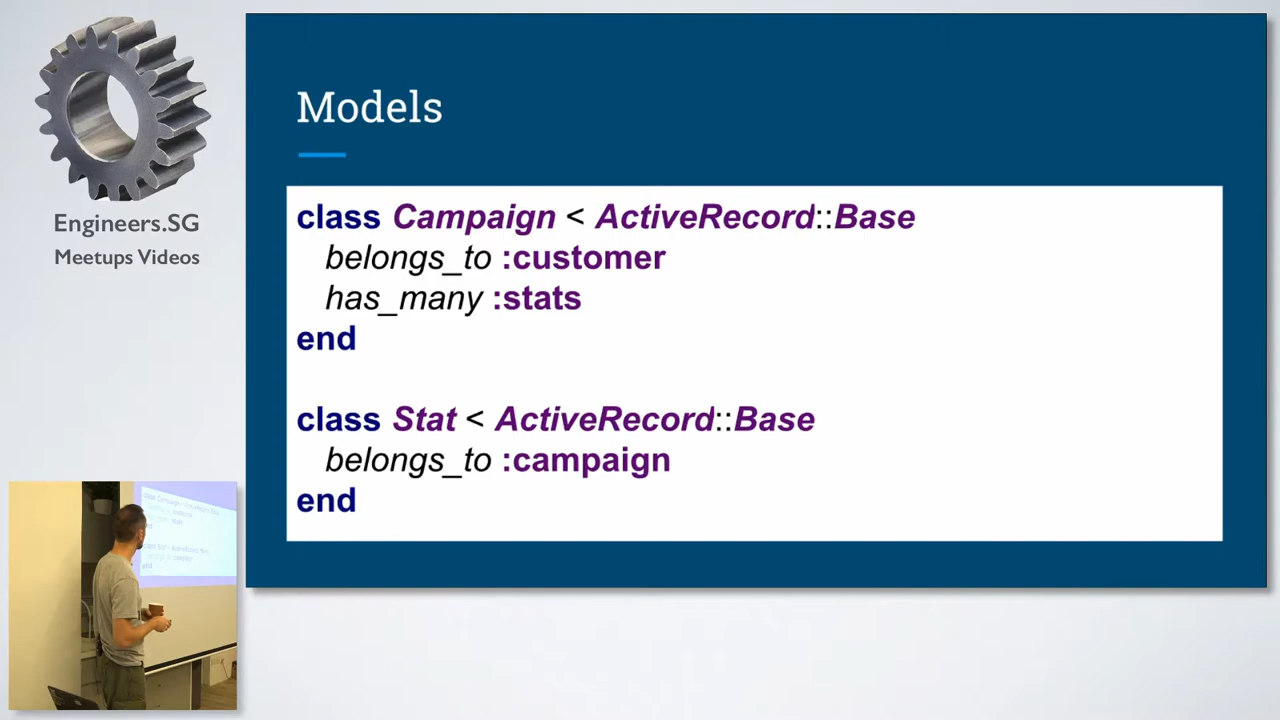 Engineers.SG
Meetups Videos
Models
class Campaign < ActiveRecord::Base
belongs_to :customer
has_many :stats
end
class Stat < ActiveRecord::Base
belongs_to :campaign
end